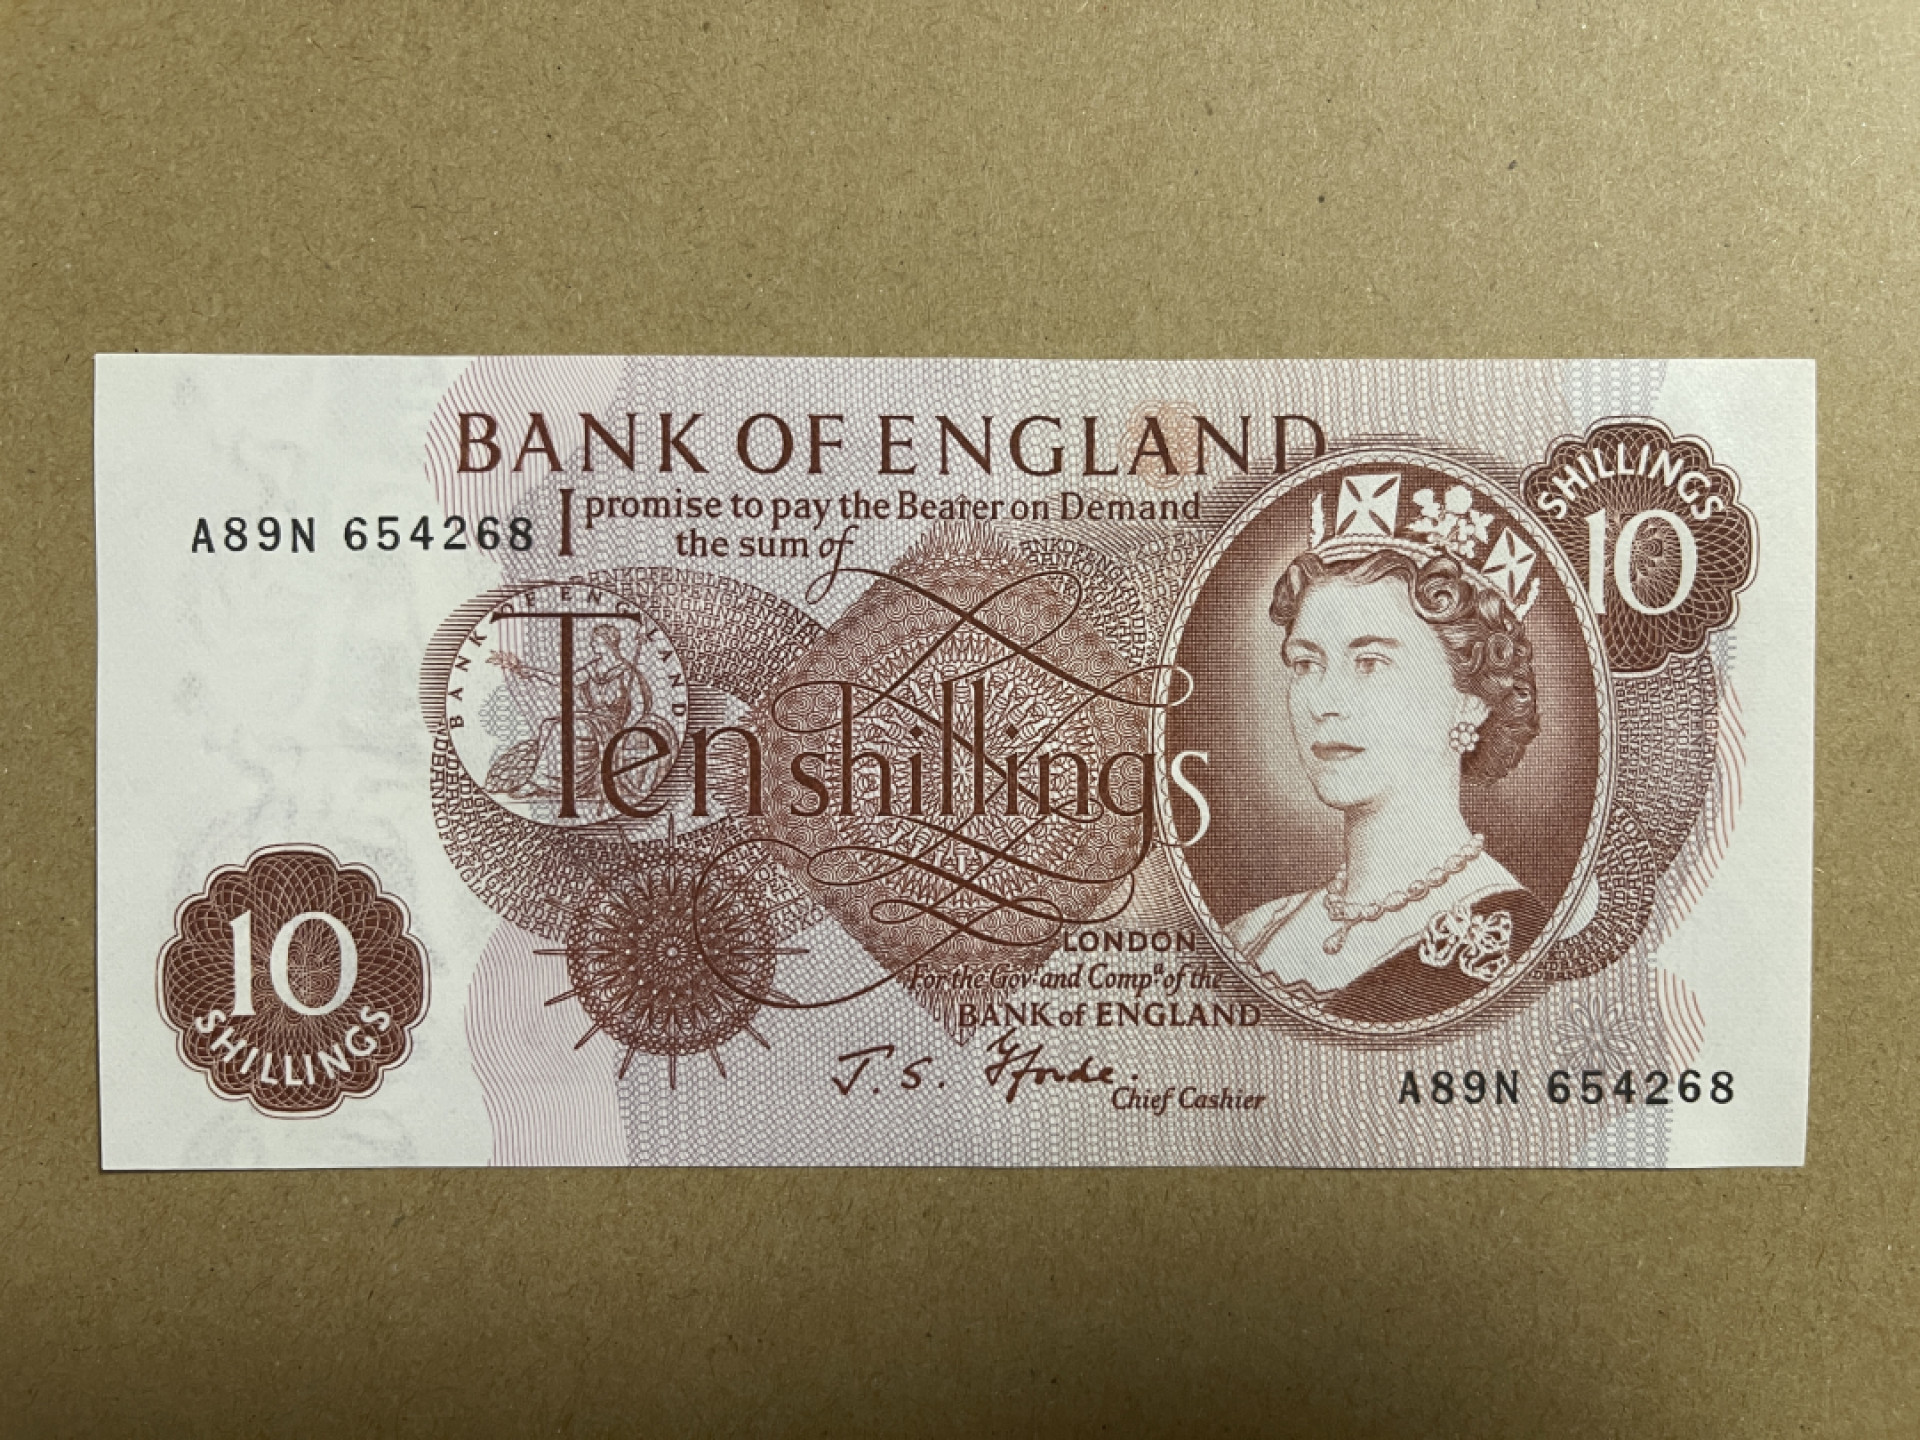 BANK OF ENGLAND
I promise to pay the Bearer on Demand
the sum of
A89N 654268
BANK OF ENGLAND
Ten shillings
SHILLINGS
10
10
SHILLINGS
LONDON
For the Govr and Compa of the
BANK of ENGLAND
J. S. Fforde.
Chief Cashier
A89N 654268